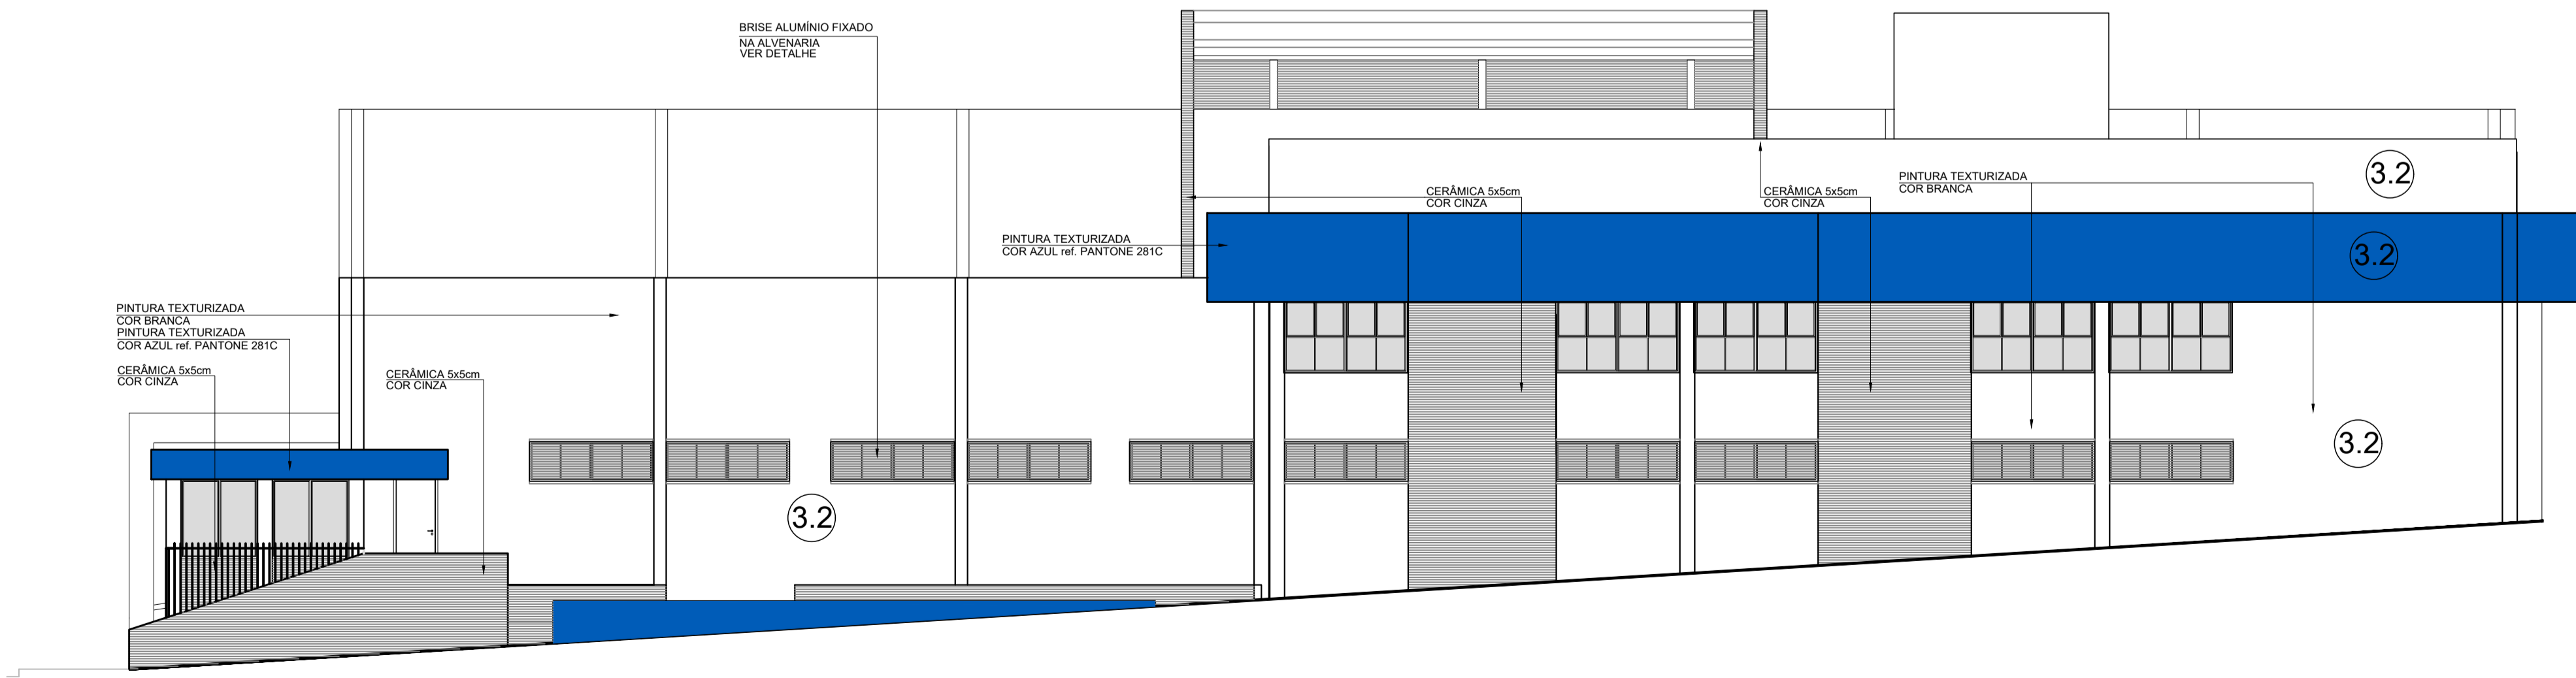 BRISE ALUMÍNIO FIXADO
NA ALVENARIA
VER DETALHE
3.2
PINTURA TEXTURIZADA
COR BRANCA
CERÂMICA 5x5cm
COR CINZA
CERÂMICA 5x5cm
COR CINZA
PINTURA TEXTURIZADA
COR AZUL ref. PANTONE 281C
3.2
PINTURA TEXTURIZADA
COR BRANCA
PINTURA TEXTURIZADA
COR AZUL ref. PANTONE 281C
CERÂMICA 5x5cm
COR CINZA
CERÂMICA 5x5cm
COR CINZA
3.2
3.2